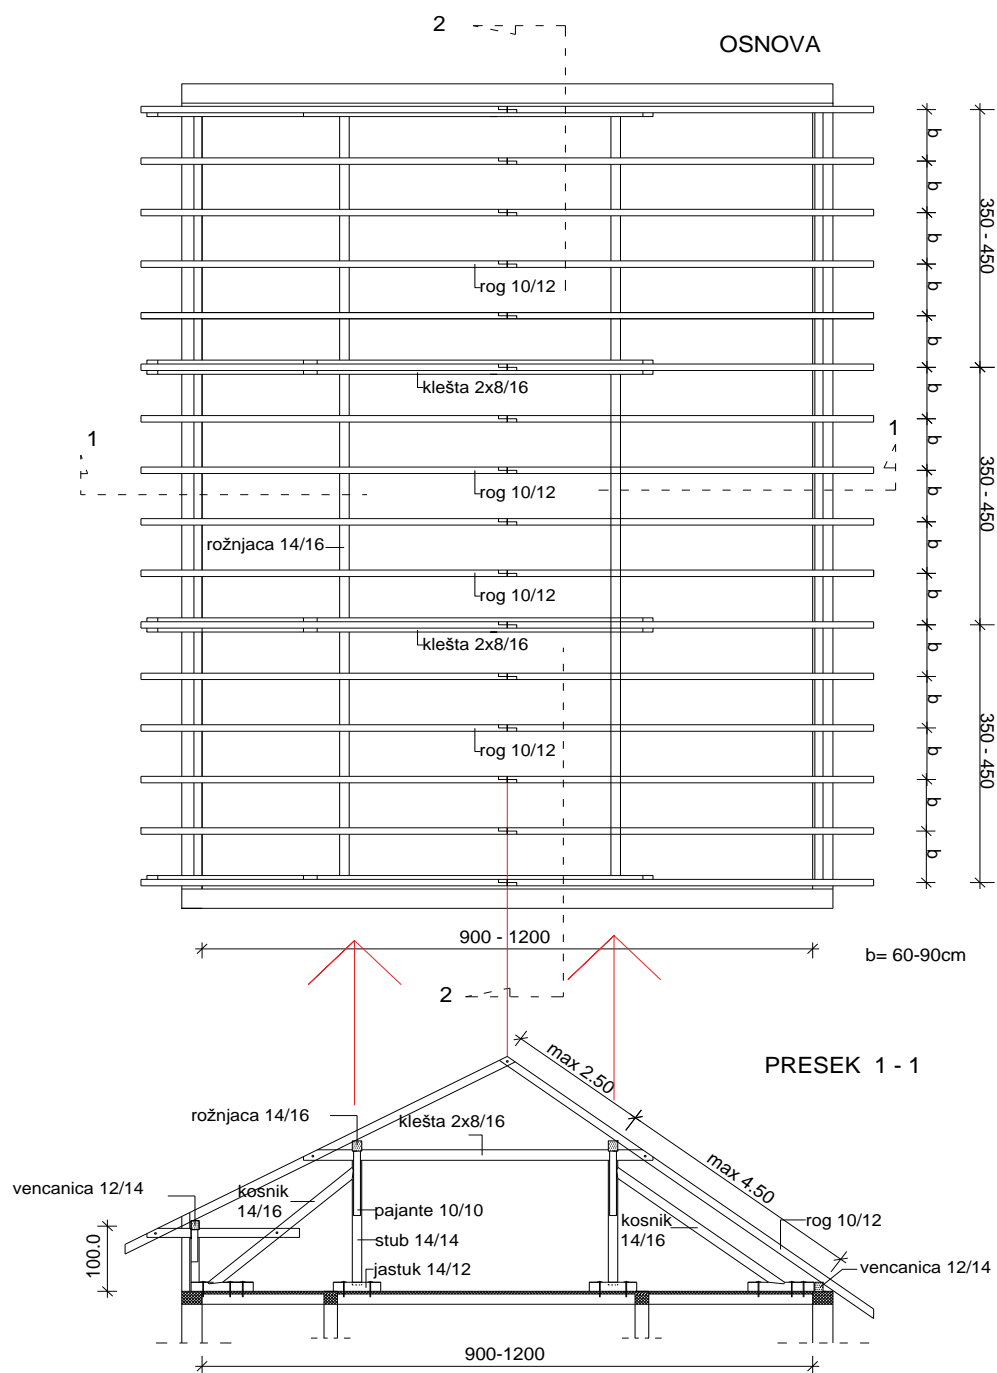 2
OSNOVA
b
b
b
350 - 450
b
rog 10/12
b
b
klešta 2x8/16
b
1
1
b
350 - 450
rog 10/12
b
rožnjaca 14/16
b
rog 10/12
b
klešta 2x8/16
b
b
350 - 450
rog 10/12
b
b
b
900 - 1200
b= 60-90cm
2
max 2.50
PRESEK 1 - 1
rožnjaca 14/16
klešta 2x8/16
max 4.50
vencanica 12/14
kosnik
14/16
pajante 10/10
kosnik
14/16
rog 10/12
stub 14/14
100.0
jastuk 14/12
vencanica 12/14
900-1200